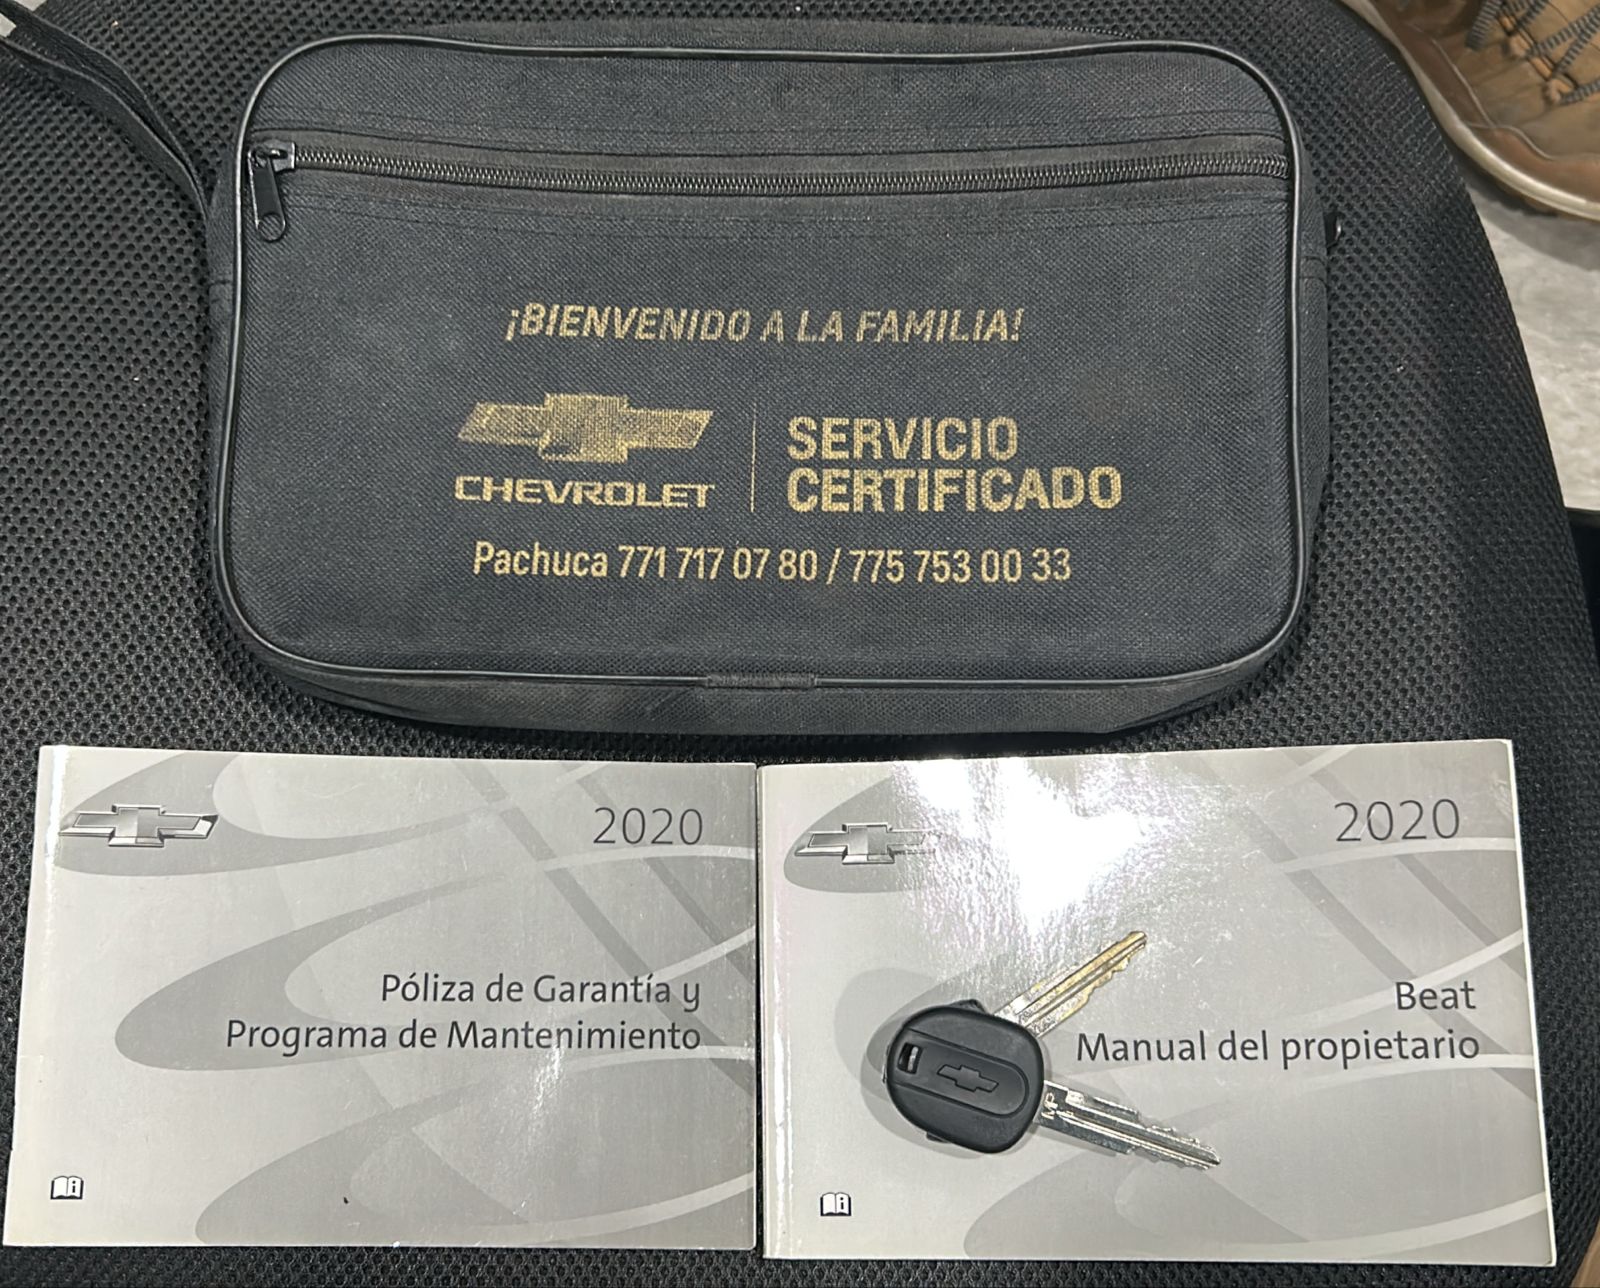 ¡BIENVENIDO A LA FAMILIA!
CHEVROLET
SERVICIO
CERTIFICADO
Pachuca 771 717 07 80 / 775 753 00 33
2020
Póliza de Garantía y
Programa de Mantenimiento
2020
Beat
Manual del propietario